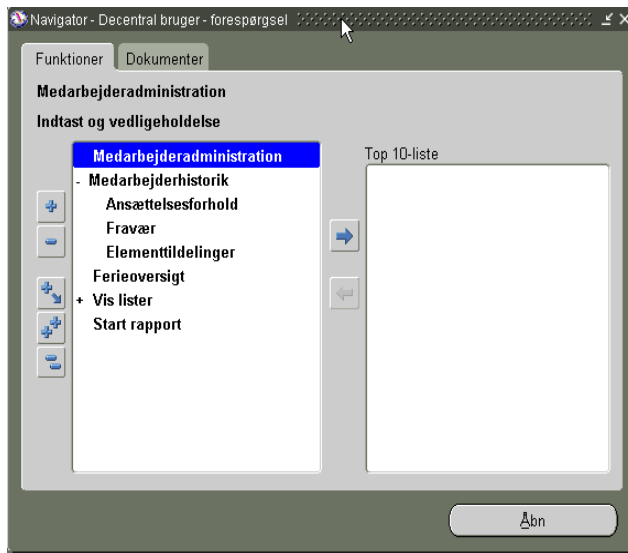 Navigator - Decentral bruger - forespørgsel
Funktioner
Dokumenter
Medarbejderadministration
Indtast og vedligeholdelse
Medarbejderadministration
- Medarbejderhistorik
Ansættelsesforhold
Fravær
Elementtildelinger
Ferieoversigt
+ Vis lister
Start rapport
Top 10-liste
Åbn